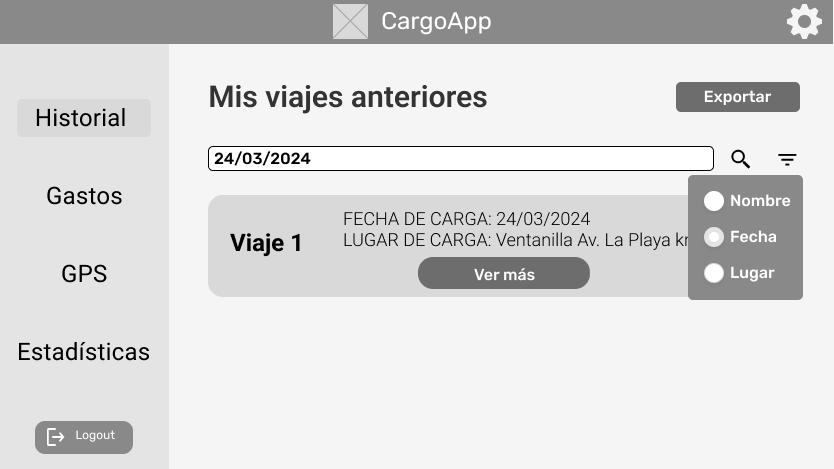 CargoApp
Historial
Gastos
GPS
Estadísticas
Logout
Mis viajes anteriores
Exportar
24/03/2024
Nombre
Fecha
Lugar
Viaje 1
FECHA DE CARGA: 24/03/2024
LUGAR DE CARGA: Ventanilla Av. La Playa
Ver más